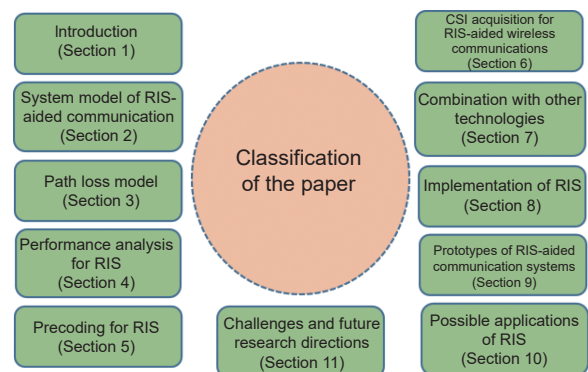 Introduction
(Section 1)
System model of RIS-
aided communication
(Section 2)
Path loss model
(Section 3)
Performance analysis
for RIS
(Section 4)
Precoding for RIS
(Section 5)
Classification
of the paper
Challenges and future
research directions
(Section 11)
CSI acquisition for
RIS-aided wireless
communications
(Section 6)
Combination with other
technologies
(Section 7)
Implementation of RIS
(Section 8)
Prototypes of RIS-aided
communication systems
(Section 9)
Possible applications
of RIS
(Section 10)